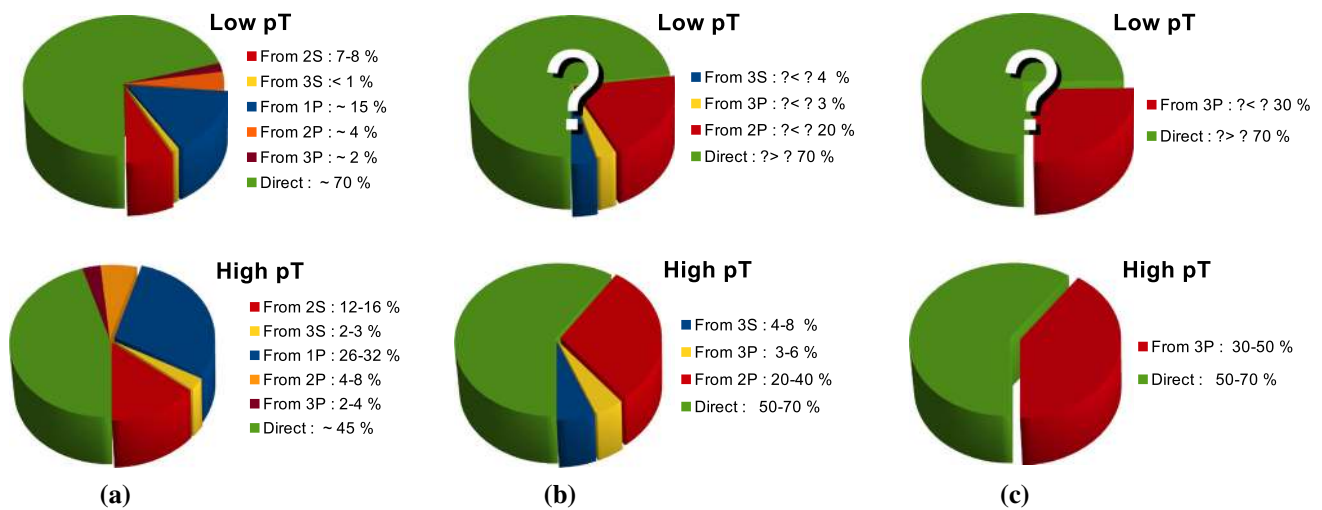 Low pT
From 2S : 7-8 %
From 3S :< 1 %
From 1P : ~ 15 %
From 2P : ~ 4 %
From 3P : ~ 2 %
Direct : ~ 70 %
Low pT
?
From 3S : ?< ? 4 %
From 3P : ?< ? 3 %
From 2P : ?< ? 20 %
Direct : ?> ? 70 %
Low pT
?
From 3P : ?< ? 30 %
Direct : ?> ? 70 %
High pT
From 2S : 12-16 %
From 3S : 2-3 %
From 1P : 26-32 %
From 2P : 4-8 %
From 3P : 2-4 %
Direct : ~ 45 %
High pT
From 3S : 4-8 %
From 3P : 3-6 %
From 2P : 20-40 %
Direct : 50-70 %
High pT
From 3P : 30-50 %
Direct : 50-70 %
(a)
(b)
(c)